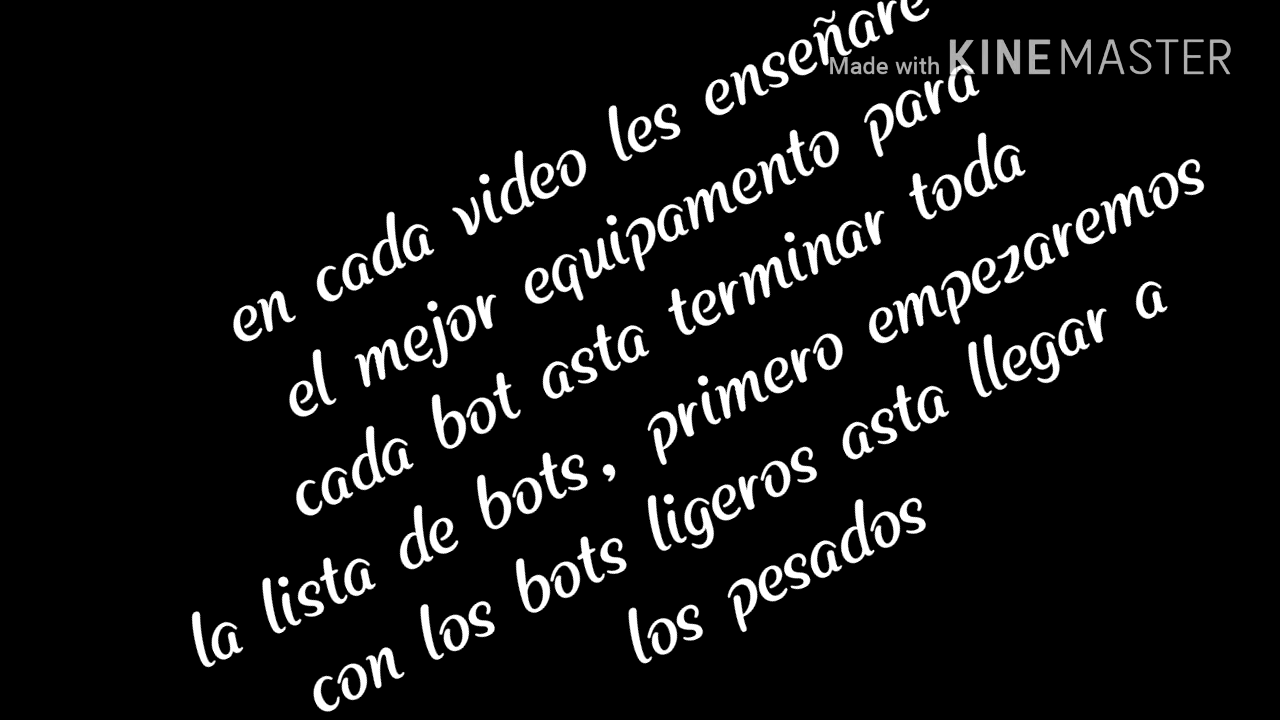 Made with KINEMASTER
en cada video les enseñare
el mejor equipamento para
cada bot asta terminar toda
la lista de bots, primero empezaremos
con los bots ligeros asta llegar a
los pesados